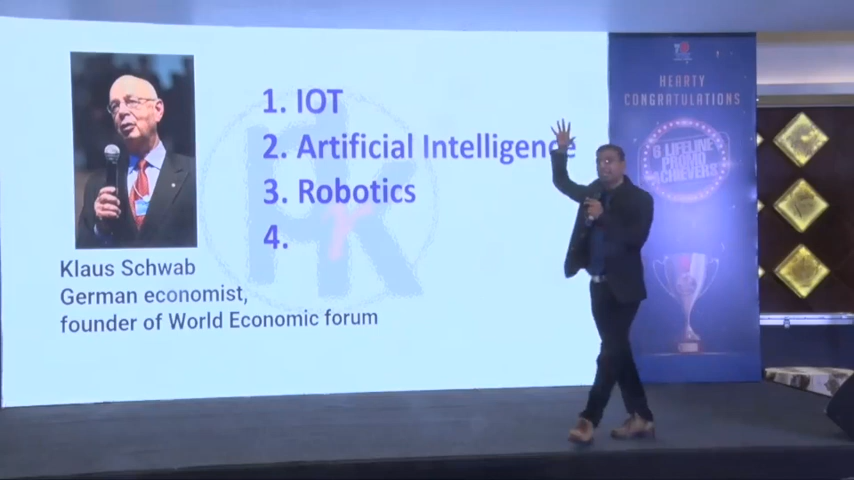 1. IOT
2. Artificial Intelligence
3. Robotics
4.
Klaus Schwab
German economist,
founder of World Economic forum
HEARTY
CONGRATULATIONS
6 LIFELINE
PROMO
ACHIEVERS